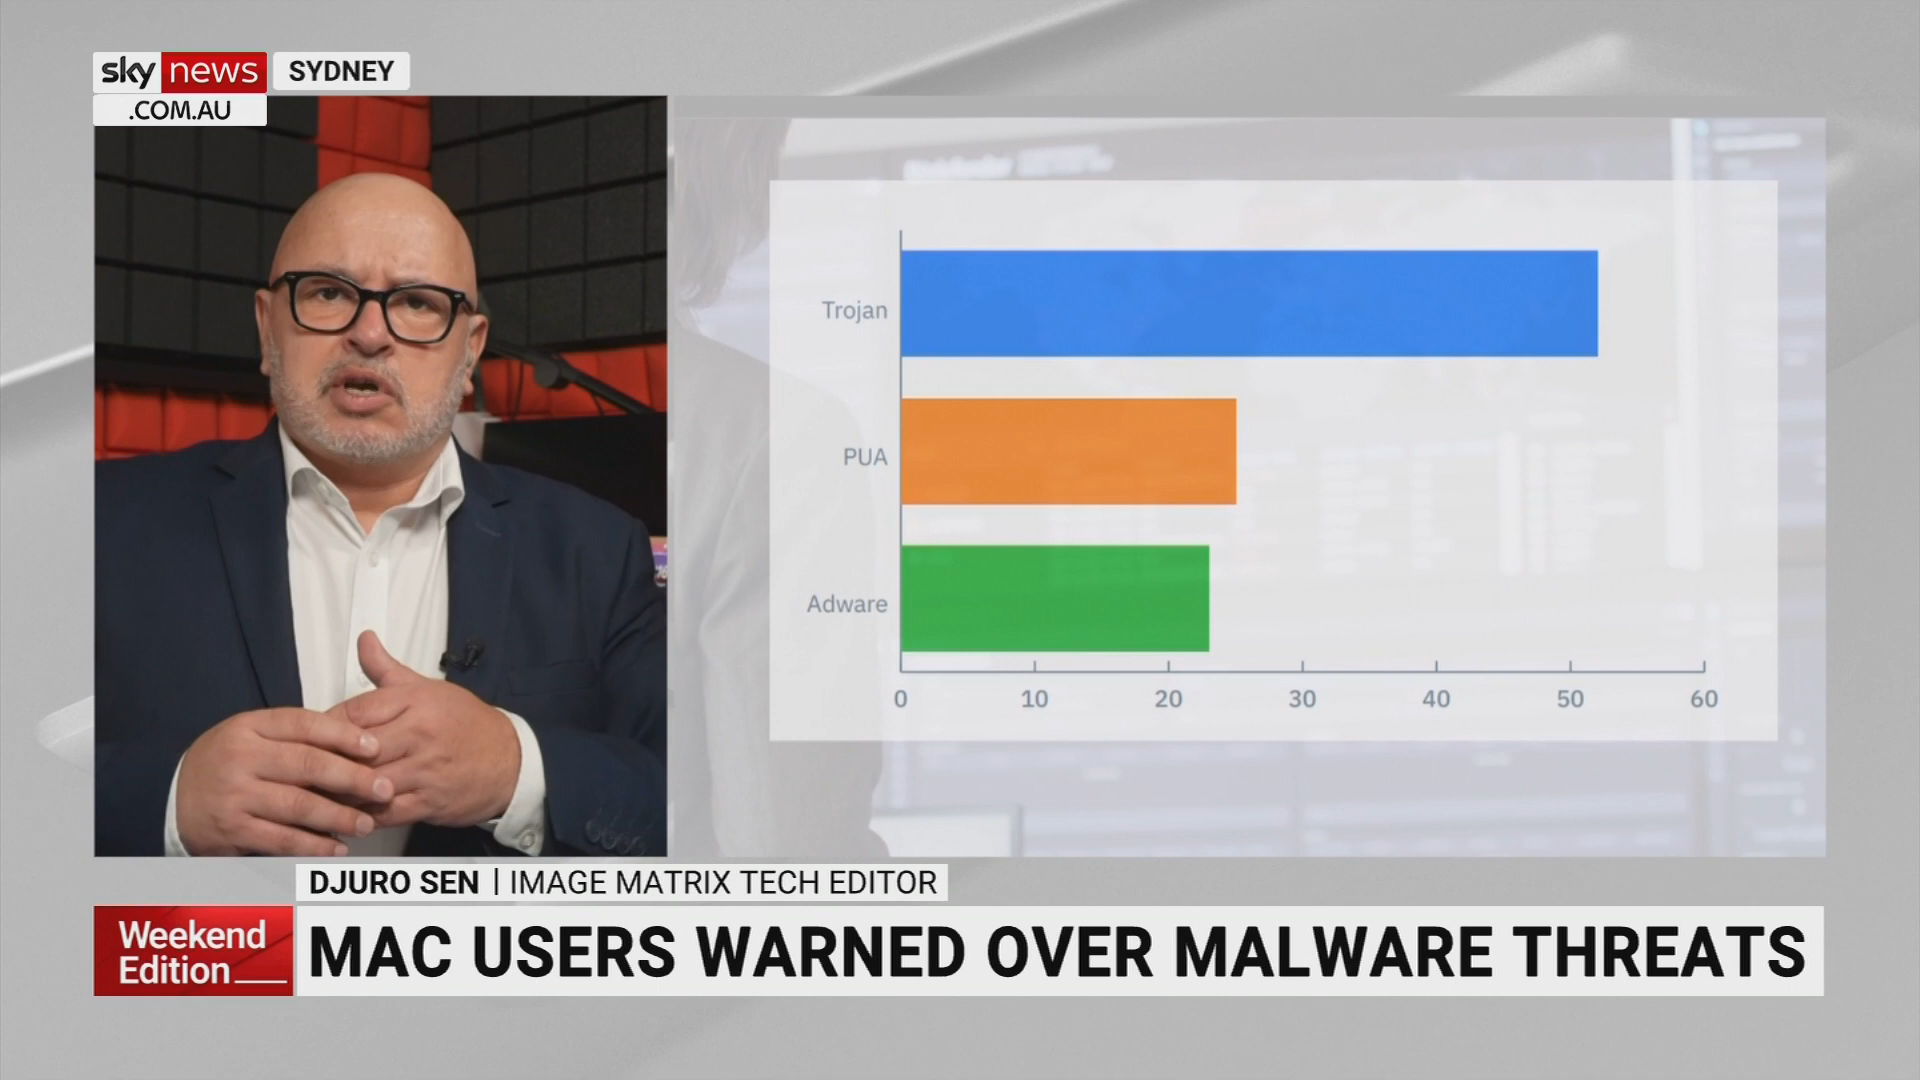 sky news
SYDNEY
.COM.AU
Trojan
PUA
Adware
0 10 20 30 40 50 60
DJURO SEN | IMAGE MATRIX TECH EDITOR
Weekend
Edition
MAC USERS WARNED OVER MALWARE THREATS